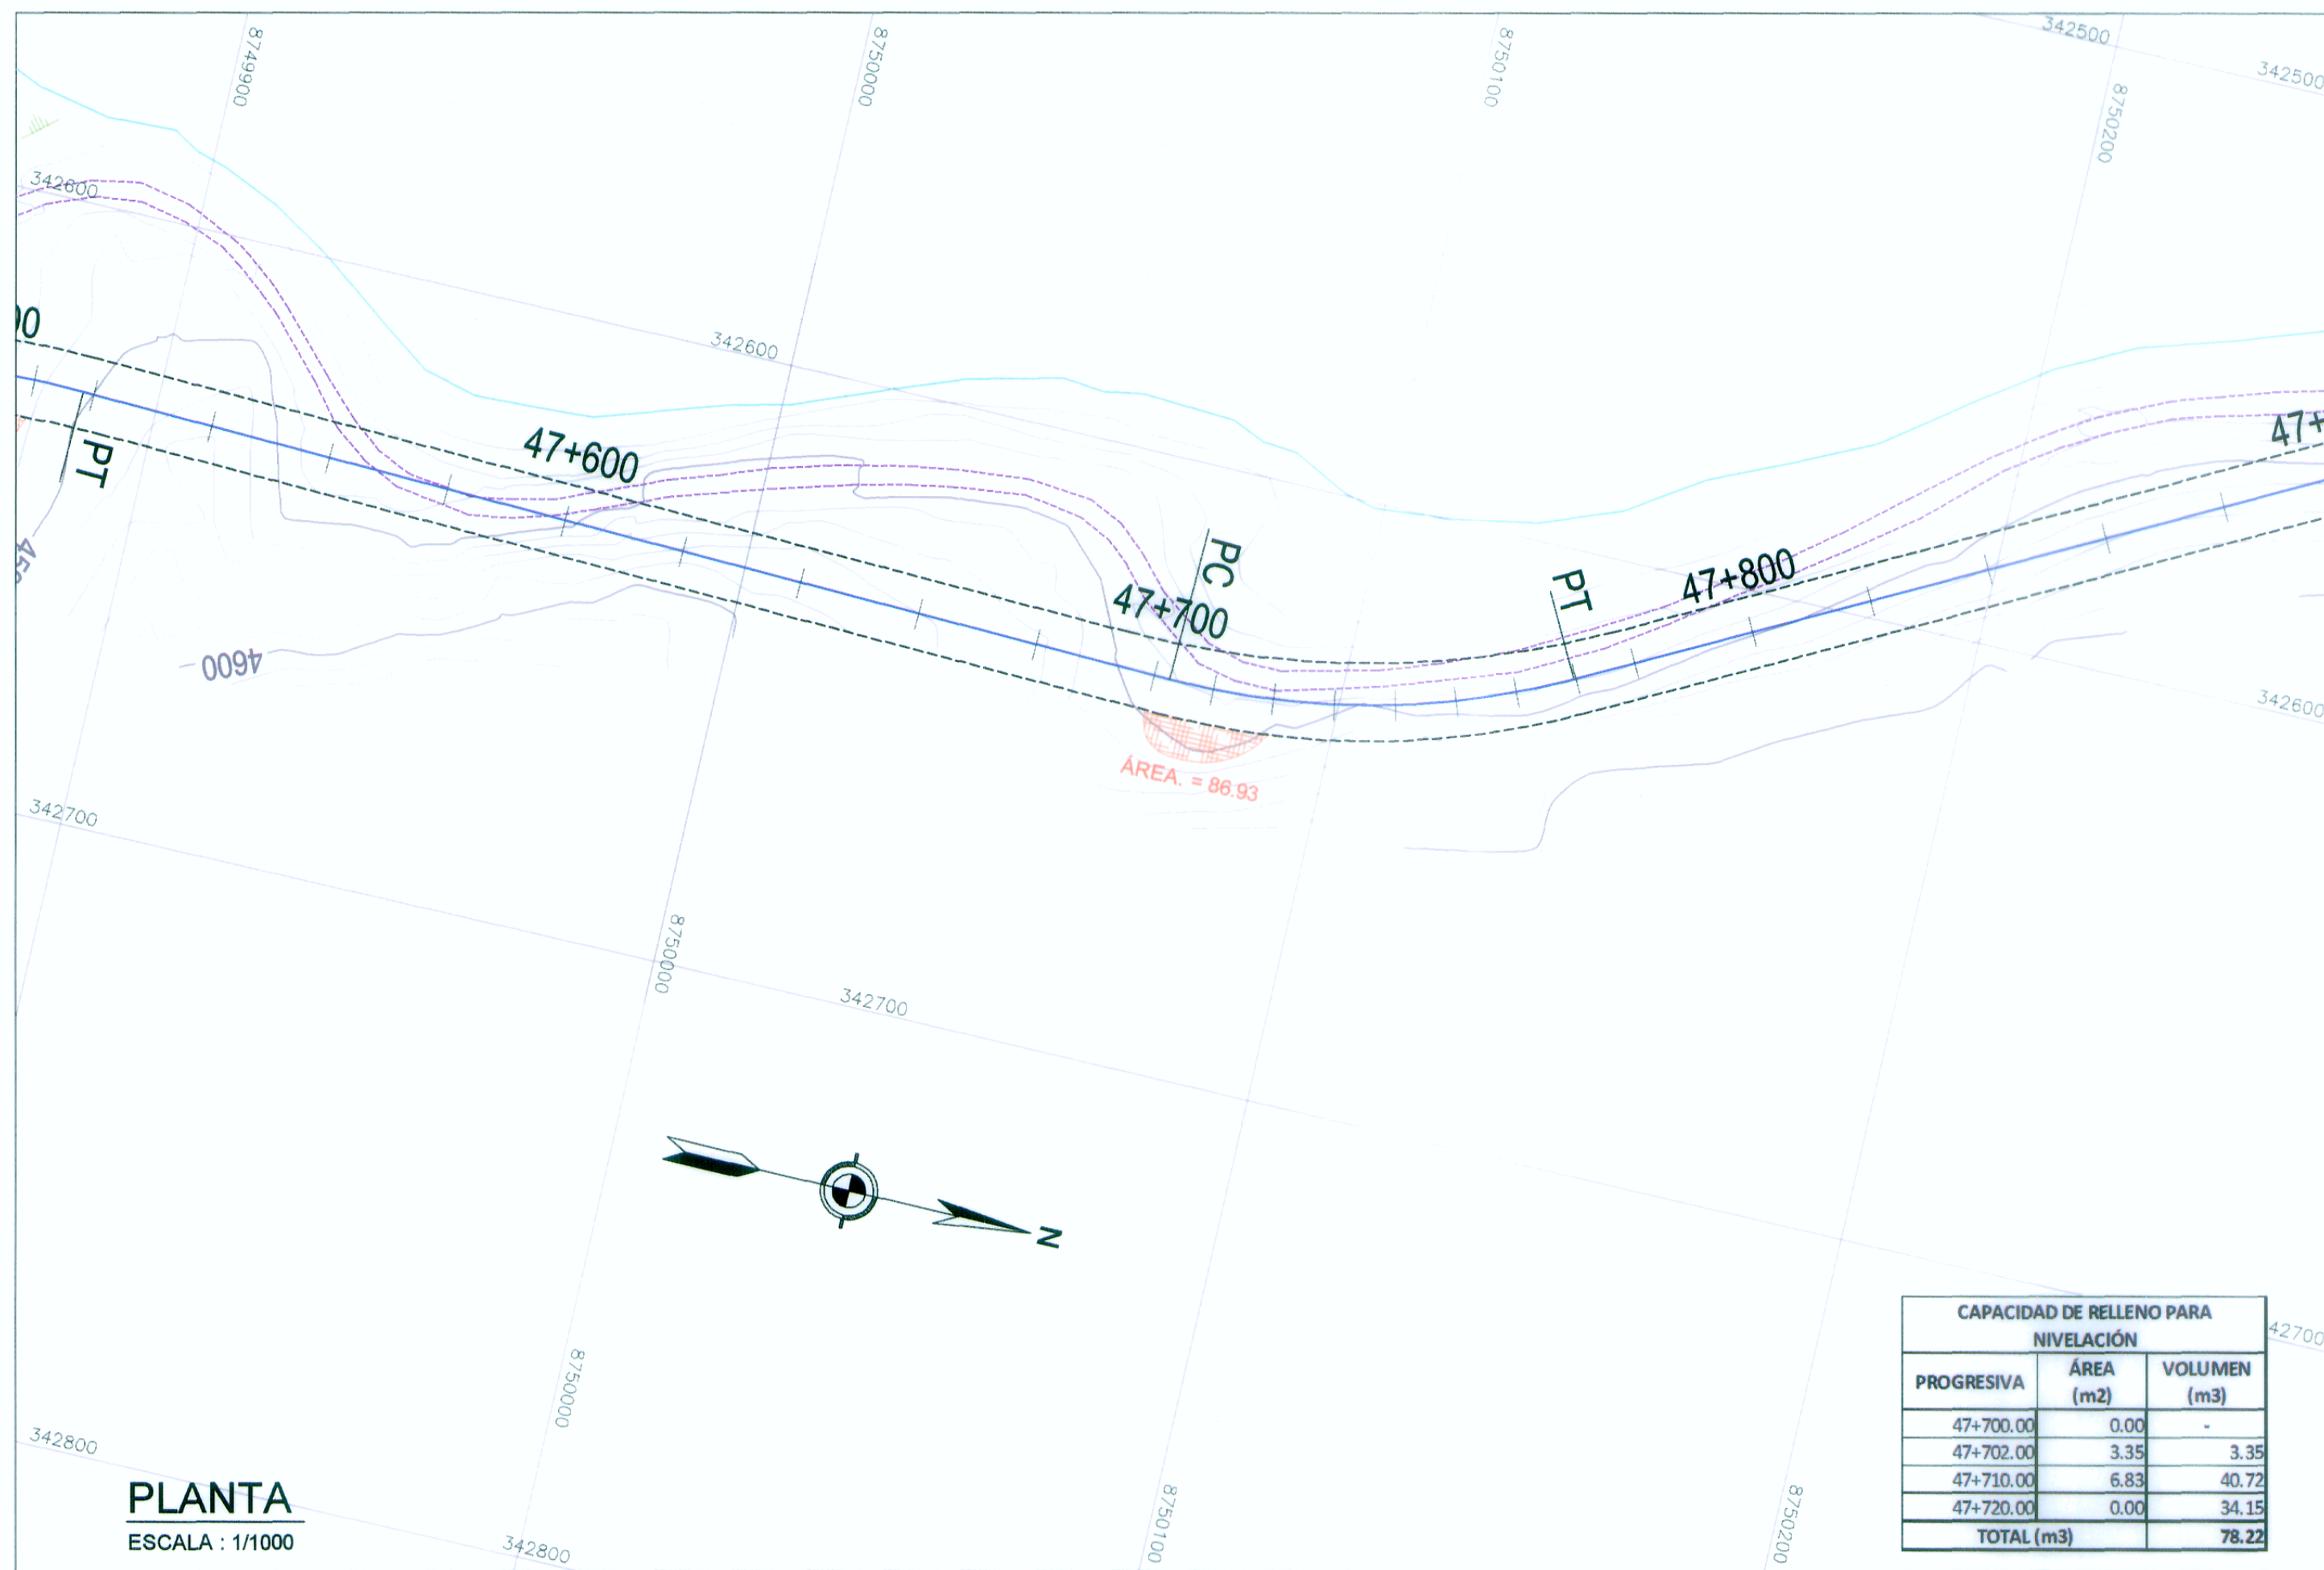 8749900
8750000
8750100
342500
342500
8750200
342600
342600
47+600
PT
PC
47+700
PT
47+800
47+
4600
ÁREA. = 86.93
342600
342700
8750000
342700
N
8750000
342800
342800
8750100
8750200
PLANTA
ESCALA : 1/1000
CAPACIDAD DE RELLENO PARA
NIVELACIÓN
PROGRESIVA ÁREA (m2) VOLUMEN (m3)
47+700.00 0.00 -
47+702.00 3.35 3.35
47+710.00 6.83 40.72
47+720.00 0.00 34.15
TOTAL (m3) 78.22
42700